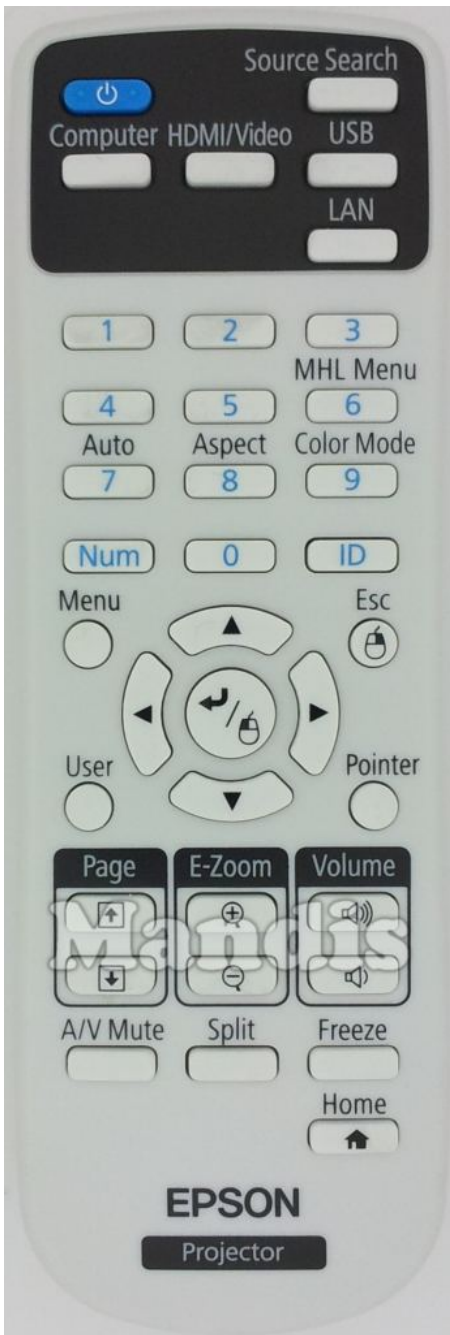 Source Search
Computer HDMI/Video USB
LAN
1 2 3
MHL Menu
4 5 6
Auto Aspect Color Mode
7 8 9
Num 0 ID
Menu Esc
User Pointer
Page E-Zoom Volume
Mandis
A/V Mute Split Freeze
Home
EPSON
Projector